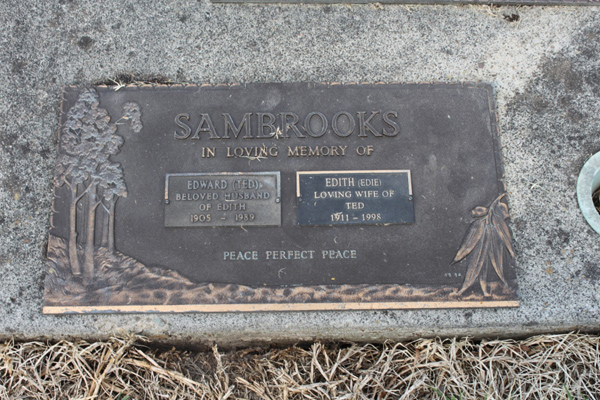 SAMBROOKS
IN LOVING MEMORY OF
EDWARD (TED)
BELOVED HUSBAND
OF EDITH
1905 - 1989
EDITH (EDIE)
LOVING WIFE OF
TED
1911 - 1998
PEACE PERFECT PEACE